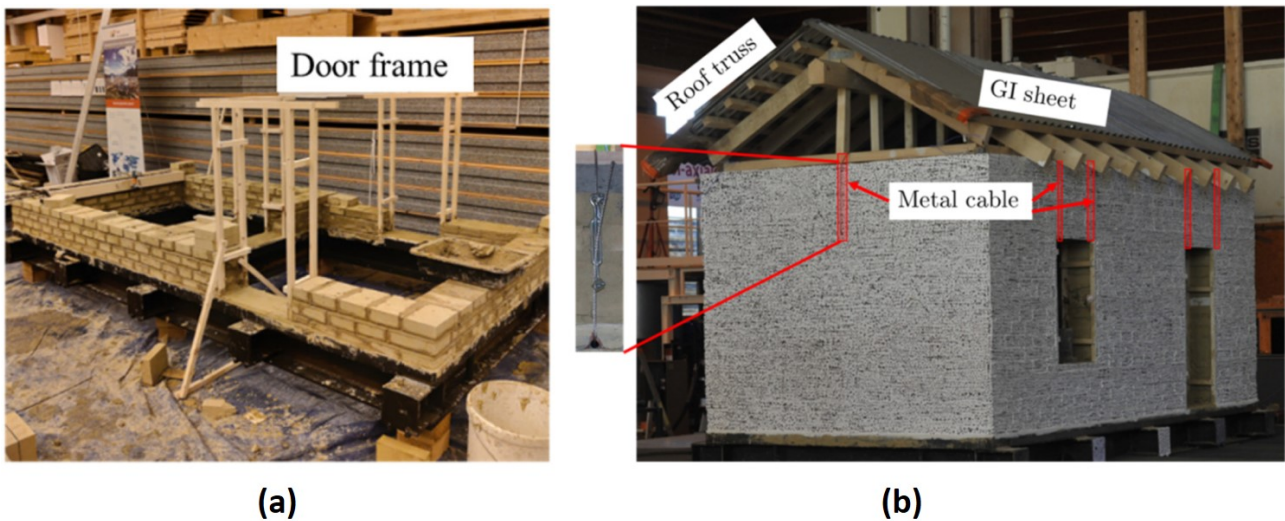 Door frame
Roof truss
GI sheet
Metal cable
(a)
(b)